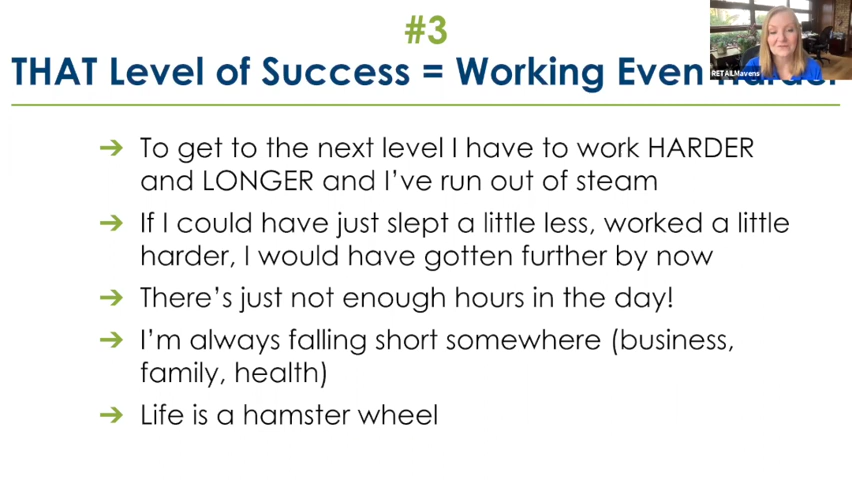 #3
THAT Level of Success = Working Even Harder
RETAILMavens
➔ To get to the next level I have to work HARDER
and LONGER and I've run out of steam
➔ If I could have just slept a little less, worked a little
harder, I would have gotten further by now
➔ There's just not enough hours in the day!
➔ I'm always falling short somewhere (business,
family, health)
➔ Life is a hamster wheel